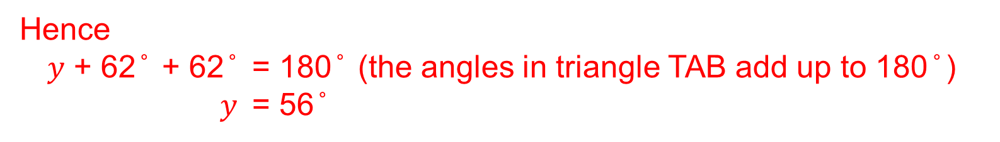 Hence
y + 62° + 62° = 180° (the angles in triangle TAB add up to 180°)
y = 56°